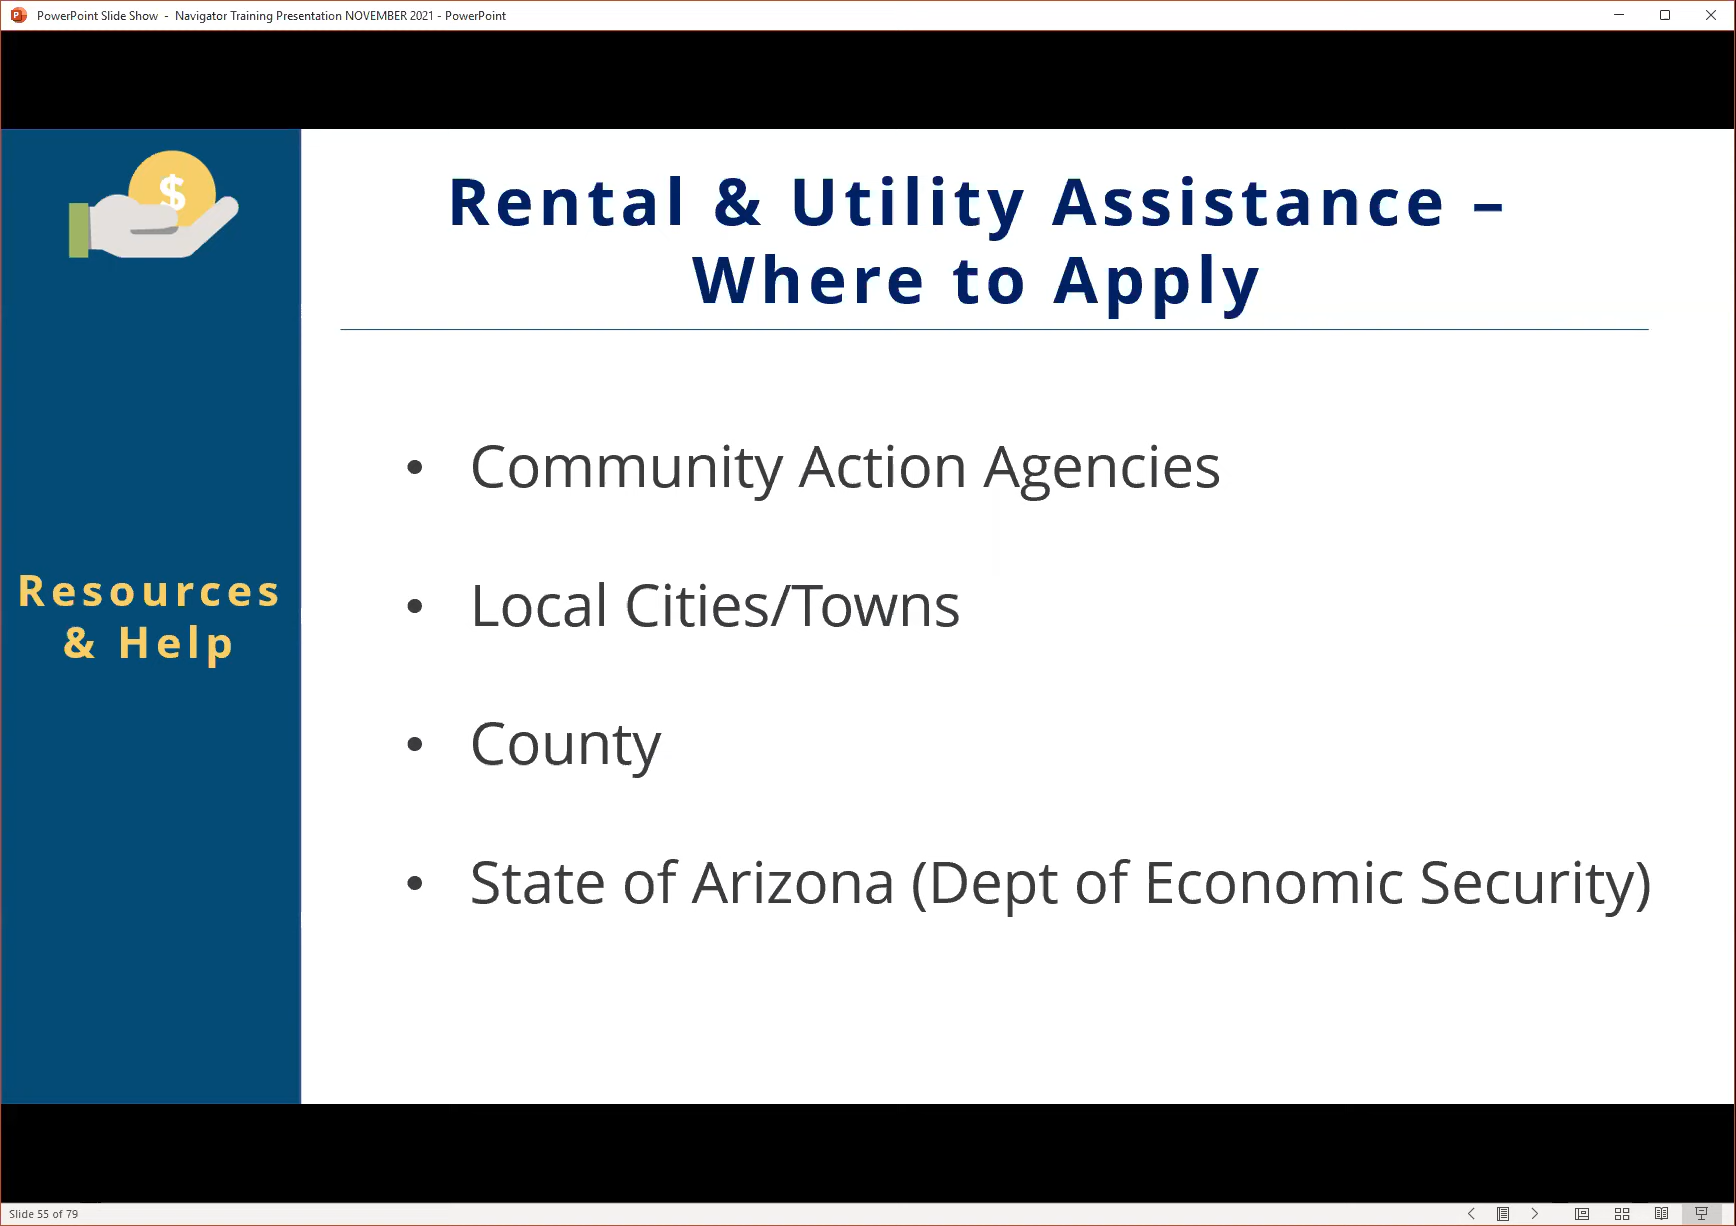 PowerPoint Slide Show - Navigator Training Presentation NOVEMBER 2021 - PowerPoint
$
Rental & Utility Assistance –
Where to Apply
Resources
& Help
• Community Action Agencies
• Local Cities/Towns
• County
• State of Arizona (Dept of Economic Security)
Slide 55 of 79